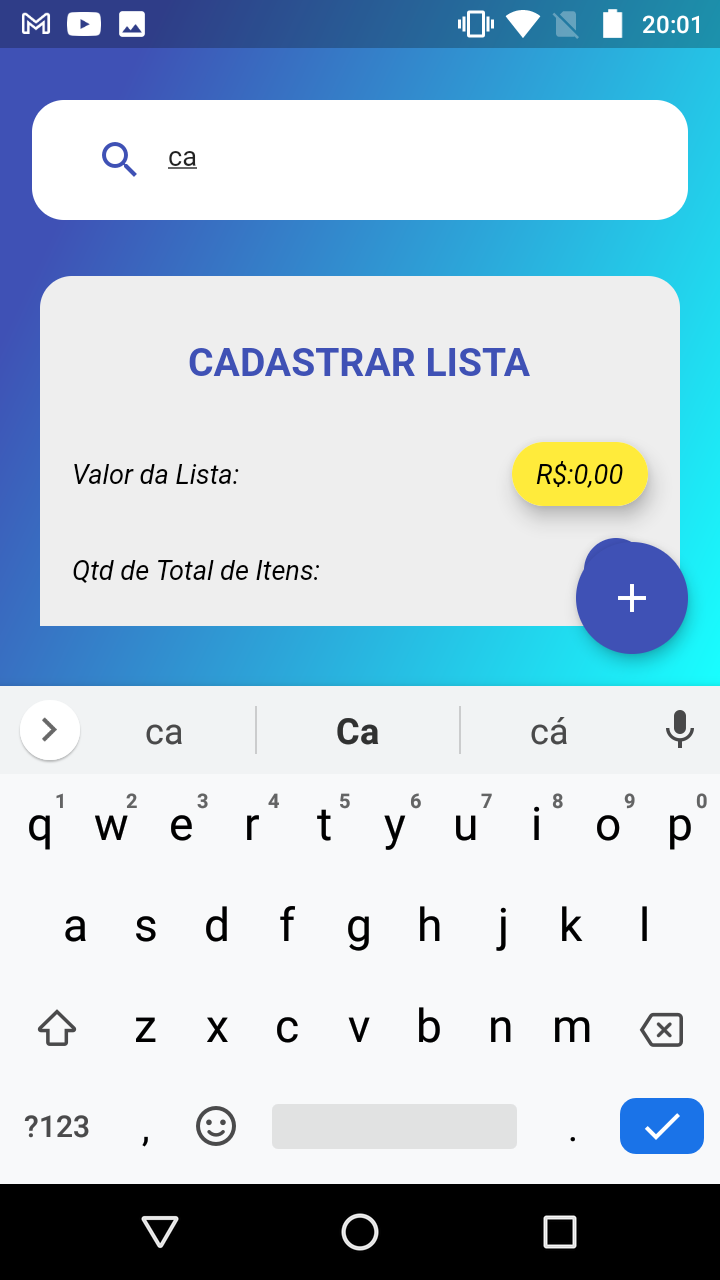 20:01
ca
CADASTRAR LISTA
Valor da Lista: R$:0,00
Qtd de Total de Itens:
+
ca Ca cá
1 2 3 4 5 6 7 8 9 0
q w e r t y u i o p
a s d f g h j k l
z x c v b n m
?123 , .